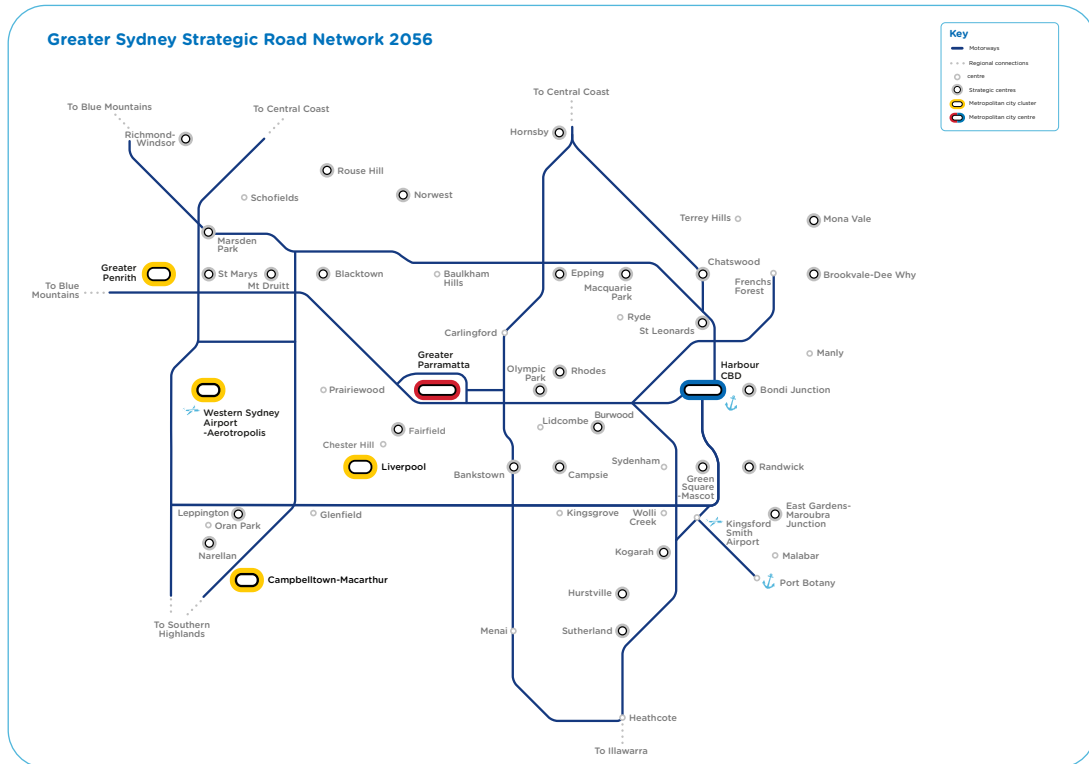 Greater Sydney Strategic Road Network 2056
Key
Motorways
Regional connections
centre
Strategic centres
Metropolitan city cluster
Metropolitan city centre
To Blue Mountains
To Central Coast
To Central Coast
Richmond-
Windsor
Hornsby
Rouse Hill
Norwest
Schofields
Terrey Hills
Mona Vale
Marsden
Park
Greater
Penrith
St Marys
Mt Druitt
Blacktown
Baulkham
Hills
Epping
Macquarie
Park
Chatswood
Frenchs
Forest
Brookvale-Dee Why
To Blue
Mountains
Ryde
St Leonards
Carlingford
Manly
Greater
Parramatta
Olympic
Park
Rhodes
Harbour
CBD
Prairiewood
Bondi Junction
Western Sydney
Airport
-Aerotropolis
Fairfield
Lidcombe
Burwood
Chester Hill
Liverpool
Bankstown
Campsie
Sydenham
Green
Square
-Mascot
Randwick
Leppington
Oran Park
Glenfield
Kingsgrove
Wolli
Creek
Kingsford
Smith
Airport
East Gardens-
Maroubra
Junction
Narellan
Kogarah
Malabar
Campbelltown-Macarthur
Port Botany
Hurstville
To Southern
Highlands
Menai
Sutherland
Heathcote
To Illawarra